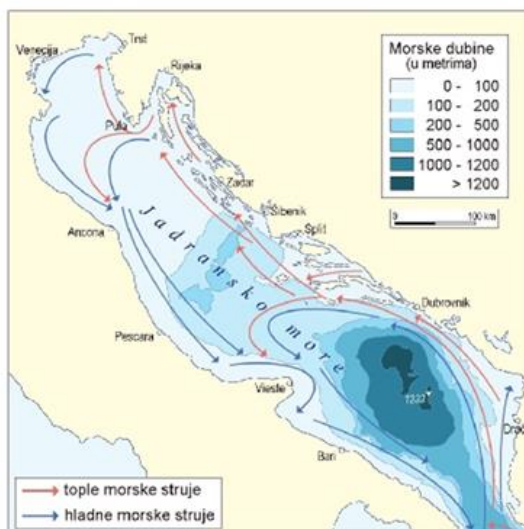 Venecija
Trst
Rijeka
Pula
Zadar
Šibenik
Split
Ancona
Jadransko more
Dubrovnik
Pescara
Vieste
Bari
Morske dubine
(u metrima)
0 - 100
100 - 200
200 - 500
500 - 1000
1000 - 1200
> 1200
0
100 km
tople morske struje
hladne morske struje